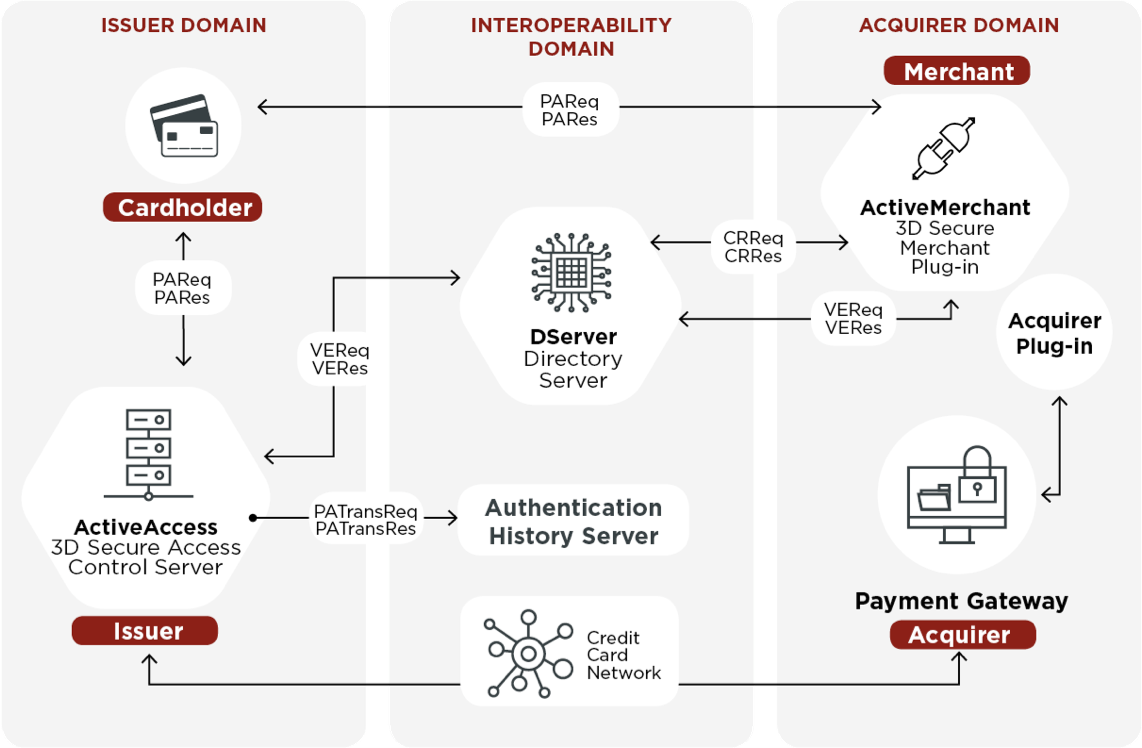 ISSUER DOMAIN
INTEROPERABILITY
DOMAIN
ACQUIRER DOMAIN
Merchant
PAReq
PARes
Cardholder
ActiveMerchant
3D Secure
Merchant
Plug-in
CRReq
CRRes
PAReq
PARes
VEReq
VERes
Acquirer
Plug-in
DServer
Directory
Server
VEReq
VERes
ActiveAccess
3D Secure Access
Control Server
PATransReq
PATransRes
Authentication
History Server
Payment Gateway
Issuer
Acquirer
Credit
Card
Network